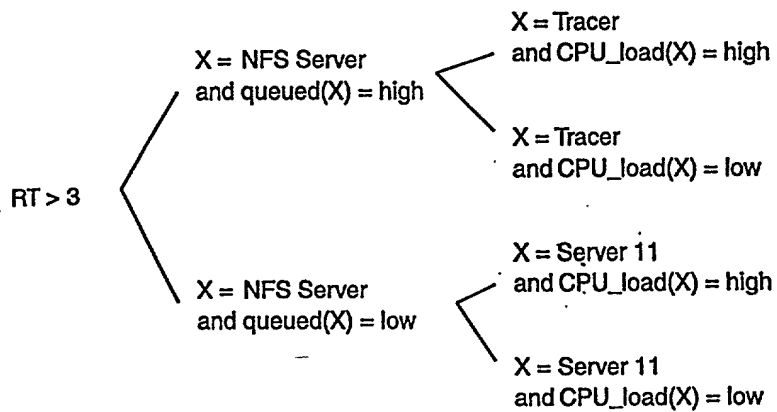 RT > 3
X = NFS Server
and queued(X) = high
X = Tracer
and CPU_load(X) = high
X = Tracer
and CPU_load(X) = low
X = NFS Server
and queued(X) = low
X = Server 11
and CPU_load(X) = high
X = Server 11
and CPU_load(X) = low